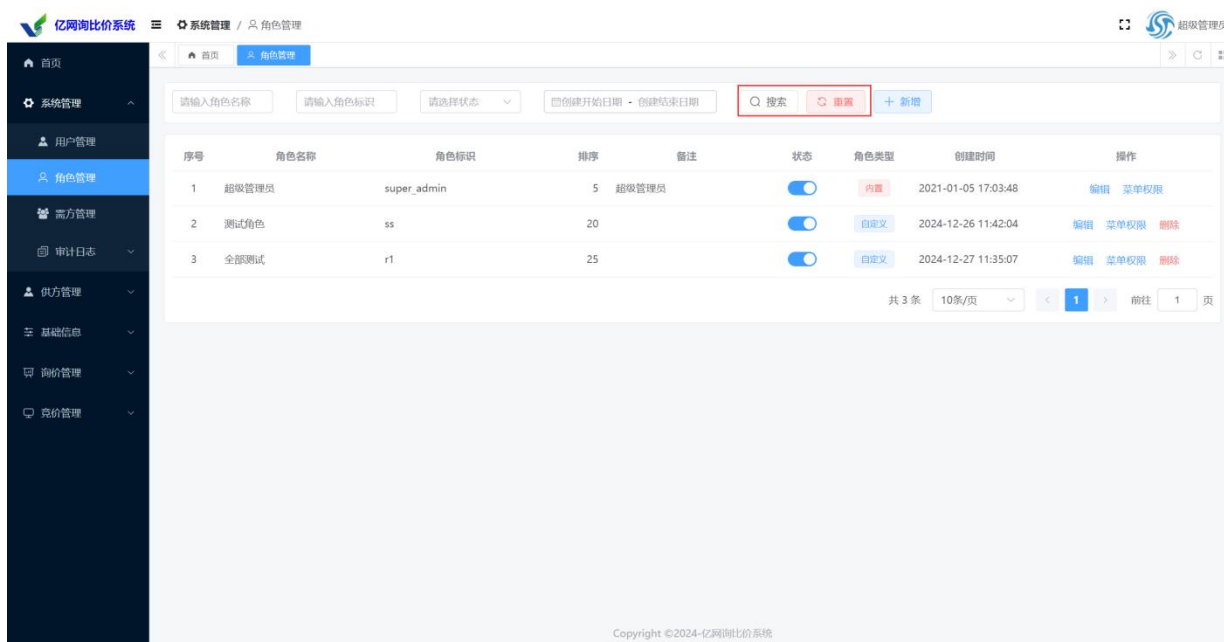 亿网询比价系统 系统管理 / 角色管理 超级管理员
首页 角色管理
首页
系统管理
用户管理
角色管理
需方管理
审计日志
供方管理
基础信息
询价管理
竞价管理
请输入角色名称 请输入角色标识 请选择状态 创建开始日期 - 创建结束日期 搜索 重置 新增
序号 角色名称 角色标识 排序 备注 状态 角色类型 创建时间 操作
1 超级管理员 super_admin 5 超级管理员 内置 2021-01-05 17:03:48 编辑 菜单权限
2 测试角色 ss 20 自定义 2024-12-26 11:42:04 编辑 菜单权限 删除
3 全部测试 r1 25 自定义 2024-12-27 11:35:07 编辑 菜单权限 删除
共 3 条 10条/页 1 前往 1 页
Copyright ©2024-亿网询比价系统